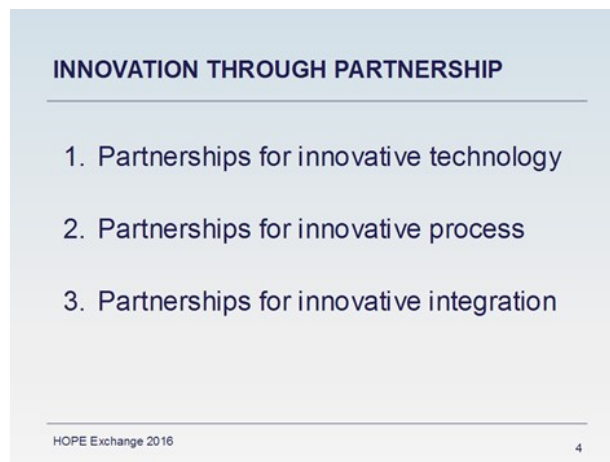 INNOVATION THROUGH PARTNERSHIP
1. Partnerships for innovative technology
2. Partnerships for innovative process
3. Partnerships for innovative integration
HOPE Exchange 2016
4